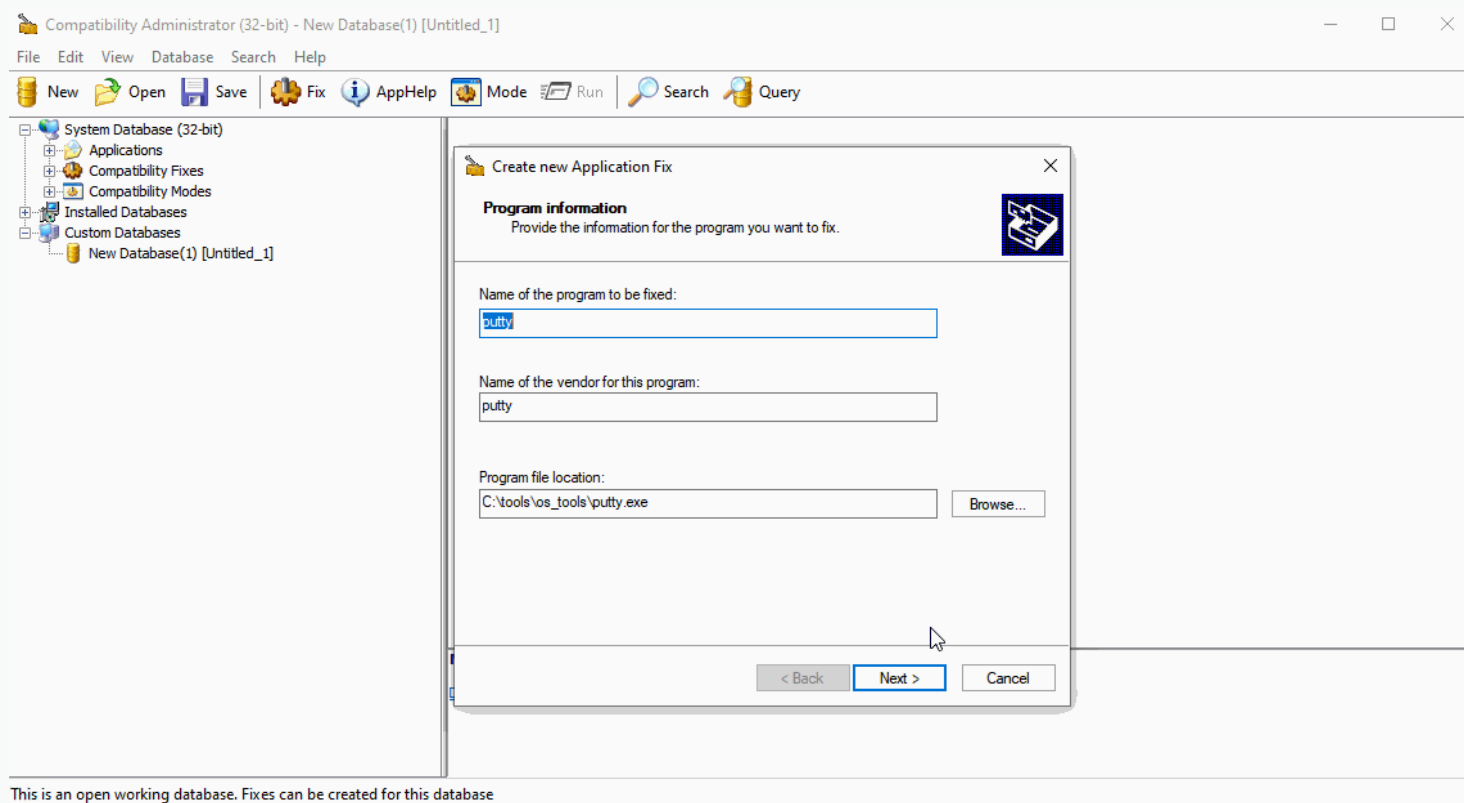 Compatibility Administrator (32-bit) - New Database(1) [Untitled_1]
File Edit View Database Search Help
New Open Save Fix AppHelp Mode Run Search Query
System Database (32-bit)
Applications
Compatibility Fixes
Compatibility Modes
Installed Databases
Custom Databases
New Database(1) [Untitled_1]
Create new Application Fix
Program information
Provide the information for the program you want to fix.
Name of the program to be fixed:
putty
Name of the vendor for this program:
putty
Program file location:
C:\tools\os_tools\putty.exe
Browse...
< Back Next > Cancel
This is an open working database. Fixes can be created for this database